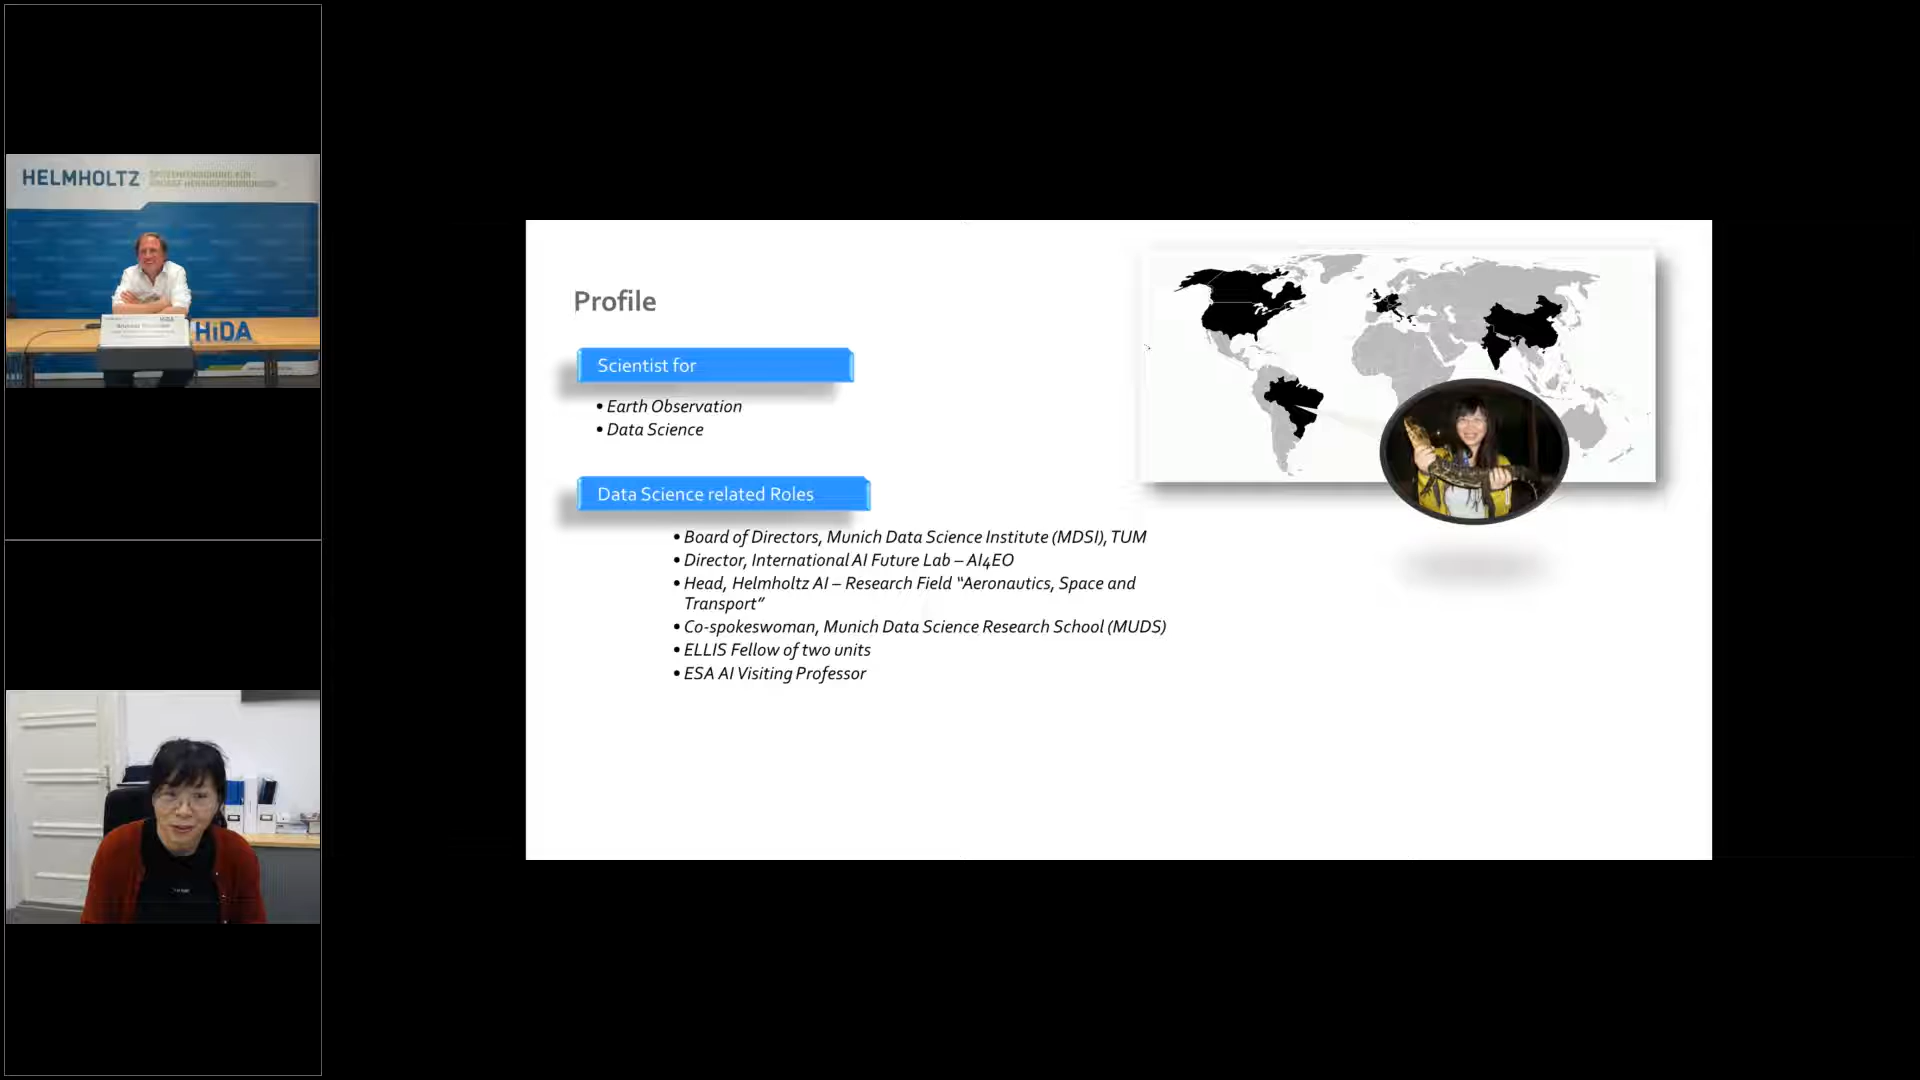 HELMHOLTZ
HiDA
Profile
Scientist for
• Earth Observation
• Data Science
Data Science related Roles
• Board of Directors, Munich Data Science Institute (MDSI), TUM
• Director, International AI Future Lab – AI4EO
• Head, Helmholtz AI – Research Field “Aeronautics, Space and
Transport”
• Co-spokeswoman, Munich Data Science Research School (MUDS)
• ELLIS Fellow of two units
• ESA AI Visiting Professor